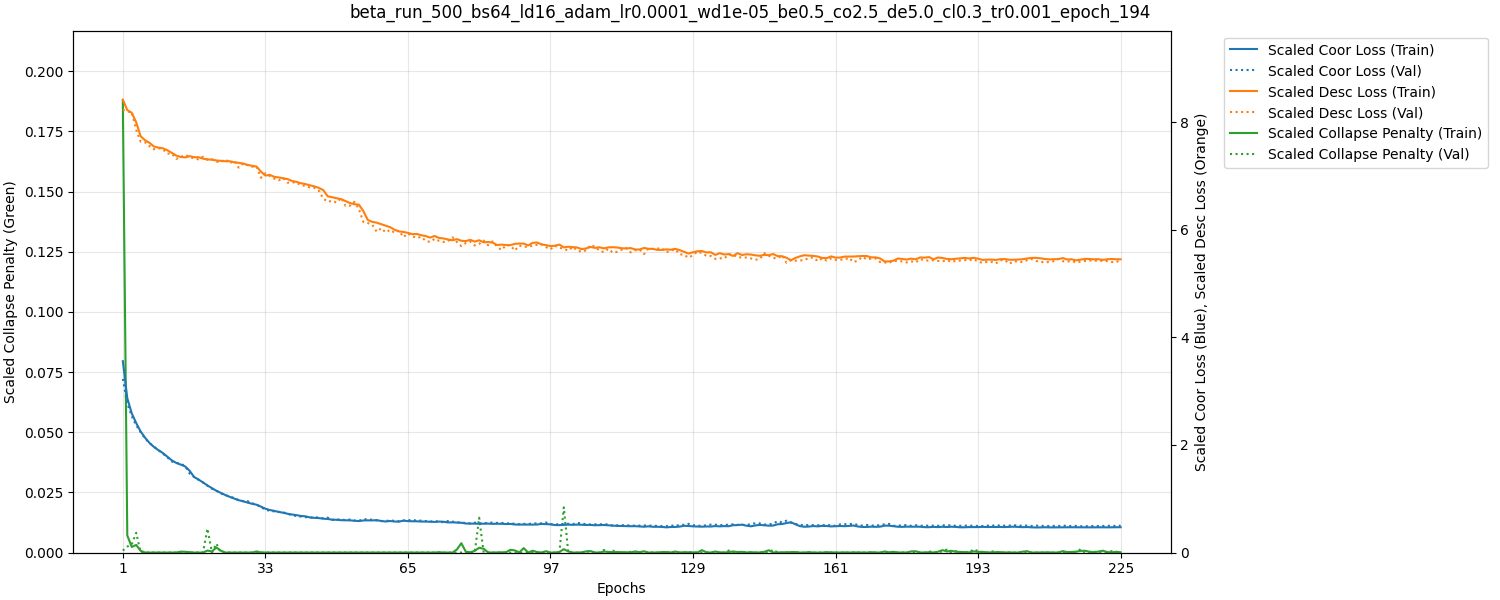 beta_run_500_bs64_ld16_adam_lr0.0001_wd1e-05_be0.5_co2.5_de5.0_cl0.3_tr0.001_epoch_194
Scaled Coor Loss (Train)
Scaled Coor Loss (Val)
Scaled Desc Loss (Train)
Scaled Desc Loss (Val)
Scaled Collapse Penalty (Train)
Scaled Collapse Penalty (Val)
Scaled Collapse Penalty (Green)
0.200
0.175
0.150
0.125
0.100
0.075
0.050
0.025
0.000
8
6
4
2
0
Scaled Coor Loss (Blue), Scaled Desc Loss (Orange)
1 33 65 97 129 161 193 225
Epochs